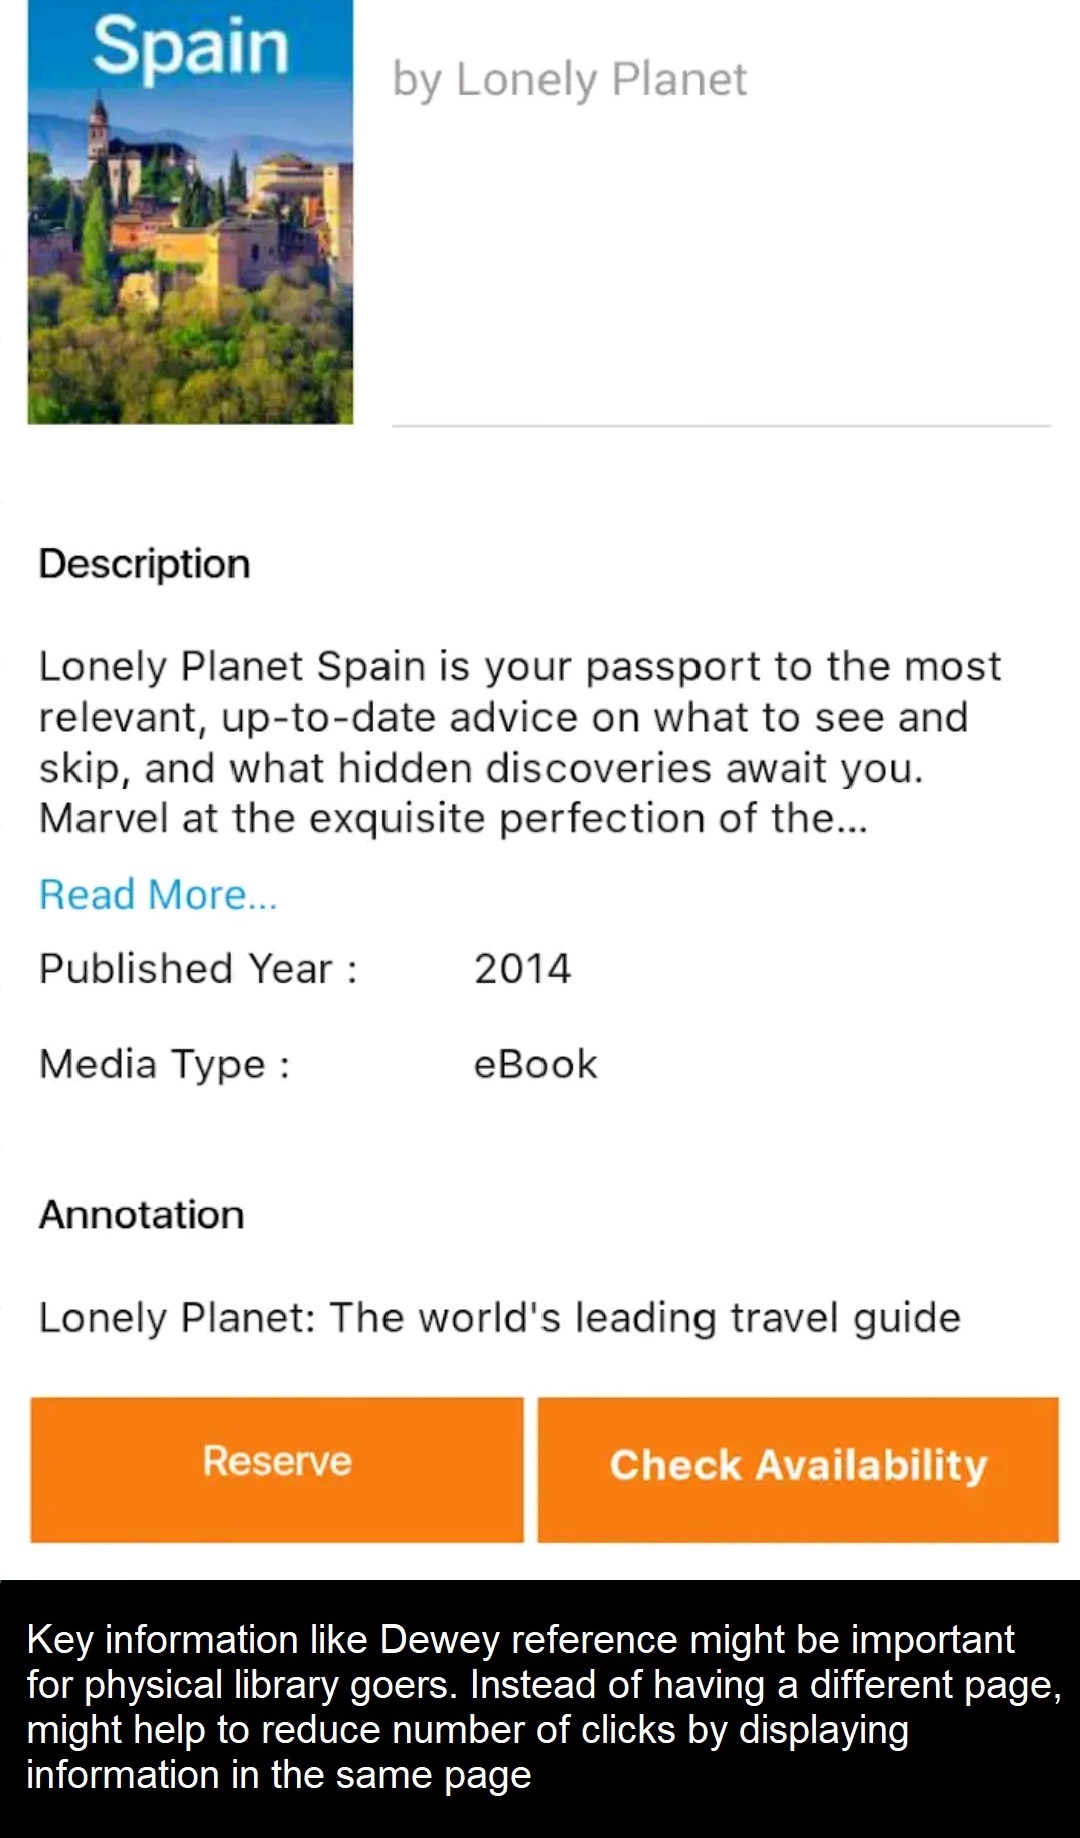 Spain
by Lonely Planet
Description
Lonely Planet Spain is your passport to the most
relevant, up-to-date advice on what to see and
skip, and what hidden discoveries await you.
Marvel at the exquisite perfection of the...
Read More...
Published Year : 2014
Media Type : eBook
Annotation
Lonely Planet: The world's leading travel guide
Reserve
Check Availability
Key information like Dewey reference might be important
for physical library goers. Instead of having a different page,
might help to reduce number of clicks by displaying
information in the same page